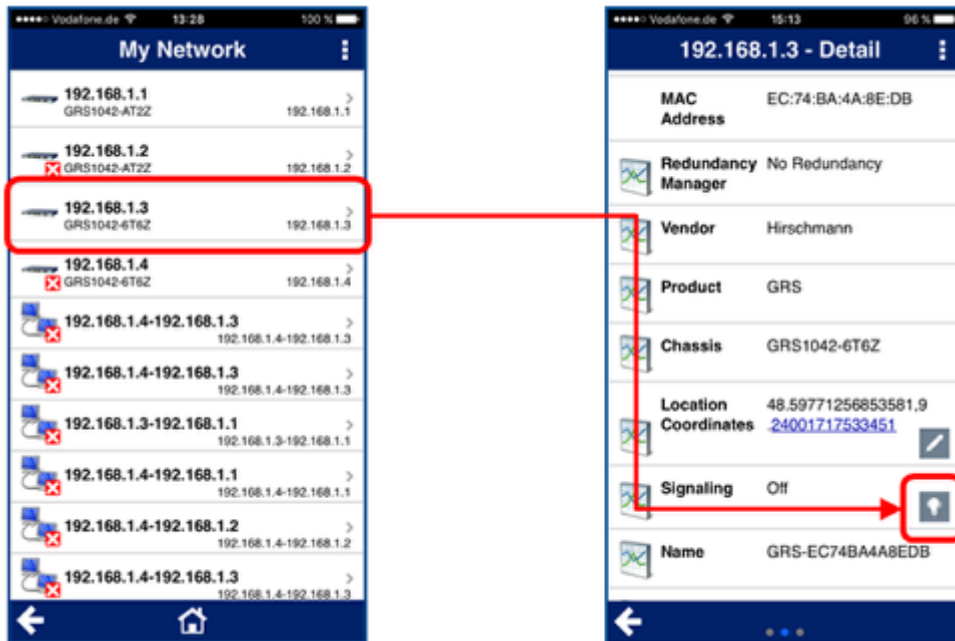 Vodafone.de 13:28 100 %
My Network
192.168.1.1
GRS1042-AT2Z 192.168.1.1
192.168.1.2
GRS1042-AT2Z 192.168.1.2
192.168.1.3
GRS1042-6T6Z 192.168.1.3
192.168.1.4
GRS1042-6T6Z 192.168.1.4
192.168.1.4-192.168.1.3
192.168.1.4-192.168.1.3
192.168.1.4-192.168.1.3
192.168.1.4-192.168.1.3
192.168.1.3-192.168.1.1
192.168.1.3-192.168.1.1
192.168.1.4-192.168.1.1
192.168.1.4-192.168.1.1
192.168.1.4-192.168.1.2
192.168.1.4-192.168.1.2
192.168.1.4-192.168.1.3
192.168.1.4-192.168.1.3
Vodafone.de 15:13 96 %
192.168.1.3 - Detail
MAC EC:74:BA:4A:8E:DB
Address
Redundancy No Redundancy
Manager
Vendor Hirschmann
Product GRS
Chassis GRS1042-6T6Z
Location 48.59771256853581,9
Coordinates .24001717533451
Signaling Off
Name GRS-EC74BA4A8EDB